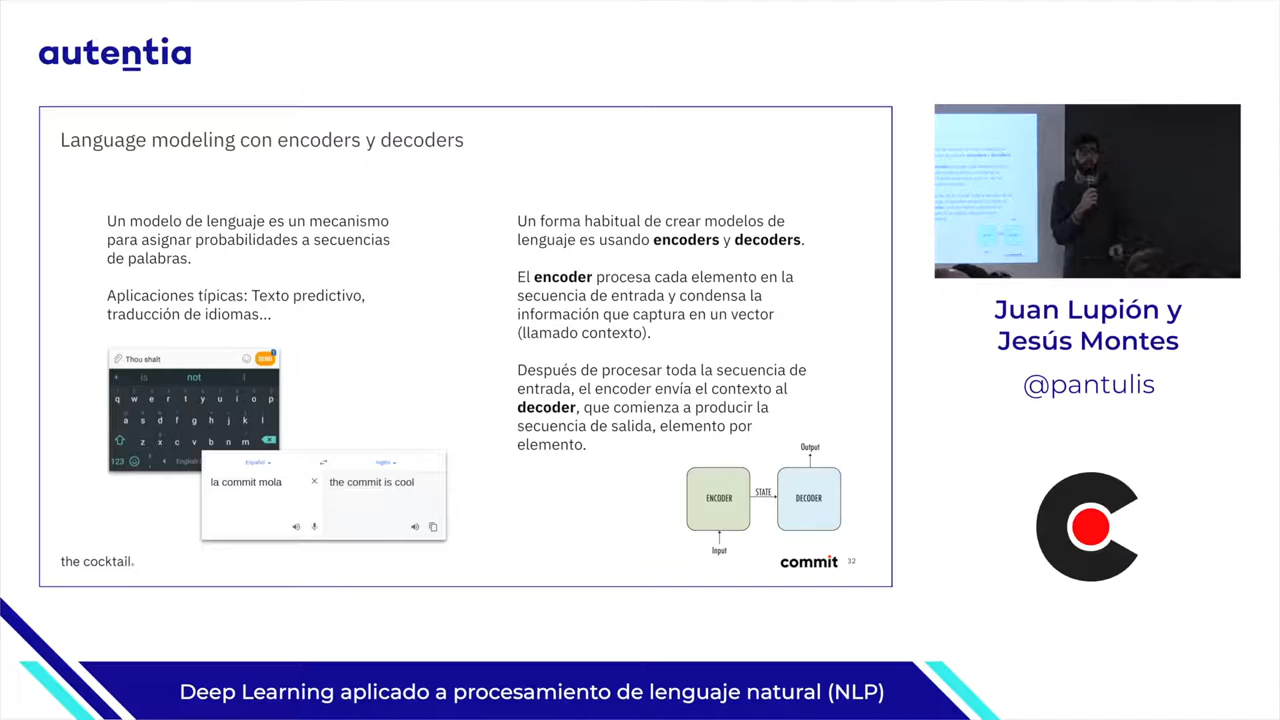 autentia
Language modeling con encoders y decoders
Un modelo de lenguaje es un mecanismo
para asignar probabilidades a secuencias
de palabras.
Aplicaciones típicas: Texto predictivo,
traducción de idiomas...
Thou shalt
SEND
1
is
not
I
q w e r t y u i o p
a s d f g h j k l
z x c v b n m
123
English
Español
Inglés
la commit mola
the commit is cool
Un forma habitual de crear modelos de
lenguaje es usando encoders y decoders.
El encoder procesa cada elemento en la
secuencia de entrada y condensa la
información que captura en un vector
(llamado contexto).
Después de procesar toda la secuencia de
entrada, el encoder envía el contexto al
decoder, que comienza a producir la
secuencia de salida, elemento por
elemento.
Output
ENCODER
STATE
DECODER
Input
the cocktail.
commit
32
Juan Lupión y
Jesús Montes
@pantulis
Deep Learning aplicado a procesamiento de lenguaje natural (NLP)